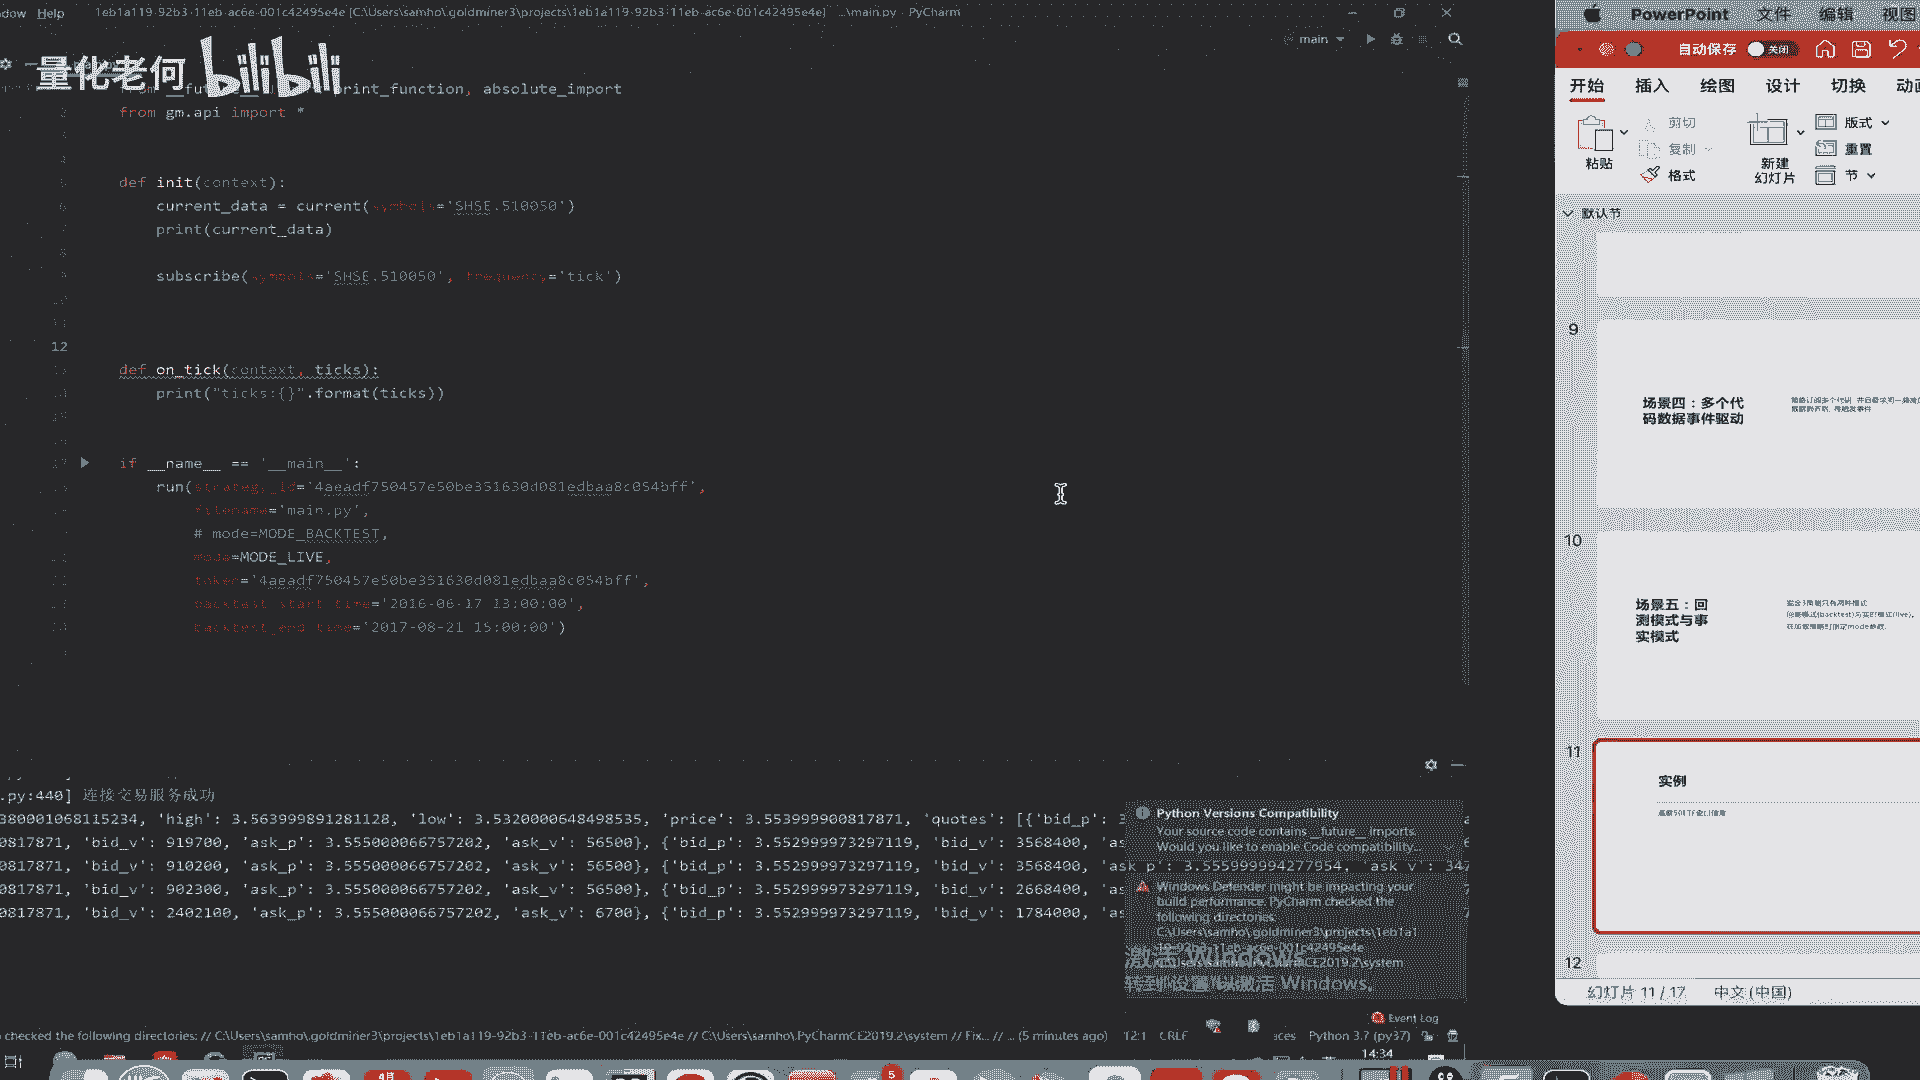 dow Help 1eb1a119-92b3-11eb-ac6e-001c42495e4e [C:\Users\samho\.goldminer3\projects\1eb1a119-92b3-11eb-ac6e-001c42495e4e] ...\main.py - PyCharm
main
量化老何 bilibili
print_function, absolute_import
2 from gm.api import *
def init(context):
current_data = current(symbols='SHSE.510050')
print(current_data)
subscribe(symbols='SHSE.510050', frequency='tick')
12
def on_tick(context, ticks):
print("ticks:{}".format(ticks))
if __name__ == '__main__':
run(strategy_id='4aeadf750457e50be351630d081edbaa8c054bff',
filename='main.py',
# mode=MODE_BACKTEST,
mode=MODE_LIVE,
token='4aeadf750457e50be351630d081edbaa8c054bff',
backtest_start_time='2016-06-17 13:00:00',
backtest_end_time='2017-08-21 15:00:00')
.py:440] 连接交易服务成功
380001068115234, 'high': 3.563999891281128, 'low': 3.5320000648498535, 'price': 3.553999900817871, 'quotes': [{'bid_p': 3
0817871, 'bid_v': 919700, 'ask_p': 3.555000066757202, 'ask_v': 56500}, {'bid_p': 3.552999973297119, 'bid_v': 3568400, 'as
0817871, 'bid_v': 910200, 'ask_p': 3.555000066757202, 'ask_v': 56500}, {'bid_p': 3.552999973297119, 'bid_v': 3568400, 'ask_p': 3.555999994277954, 'ask_v': 347
0817871, 'bid_v': 902300, 'ask_p': 3.555000066757202, 'ask_v': 56500}, {'bid_p': 3.552999973297119, 'bid_v': 2668400, 'as
0817871, 'bid_v': 2402100, 'ask_p': 3.555000066757202, 'ask_v': 6700}, {'bid_p': 3.552999973297119, 'bid_v': 1784000, 'as
Python Versions Compatibility
Your source code contains __future__ imports.
Would you like to enable Code compatibility...
Windows Defender might be impacting your
build performance. PyCharm checked the
following directories:
C:\Users\samho\.goldminer3\projects\1eb1a1
19-92b3-11eb-ac6e-001c42495e4e
C:\Users\samho\.PyCharmCE2019.2\system
激活 Windows
转到"设置"以激活 Windows。
Event Log
checked the following directories: // C:\Users\samho\.goldminer3\projects\1eb1a119-92b3-11eb-ac6e-001c42495e4e // C:\Users\samho\.PyCharmCE2019.2\system // Fix... // ... (5 minutes ago) 12:1 CRLF
aces Python 3.7 (py37)
14:34
PowerPoint 文件 编辑 视图
自动保存 关闭
开始 插入 绘图 设计 切换 动画
粘贴 剪切 复制 格式
新建
幻灯片
版式
重置
节
默认节
9
场景四：多个代
码数据事件驱动
10
场景五：回
测模式与事
实模式
11
实例
12
幻灯片 11 / 17 中文 (中国)